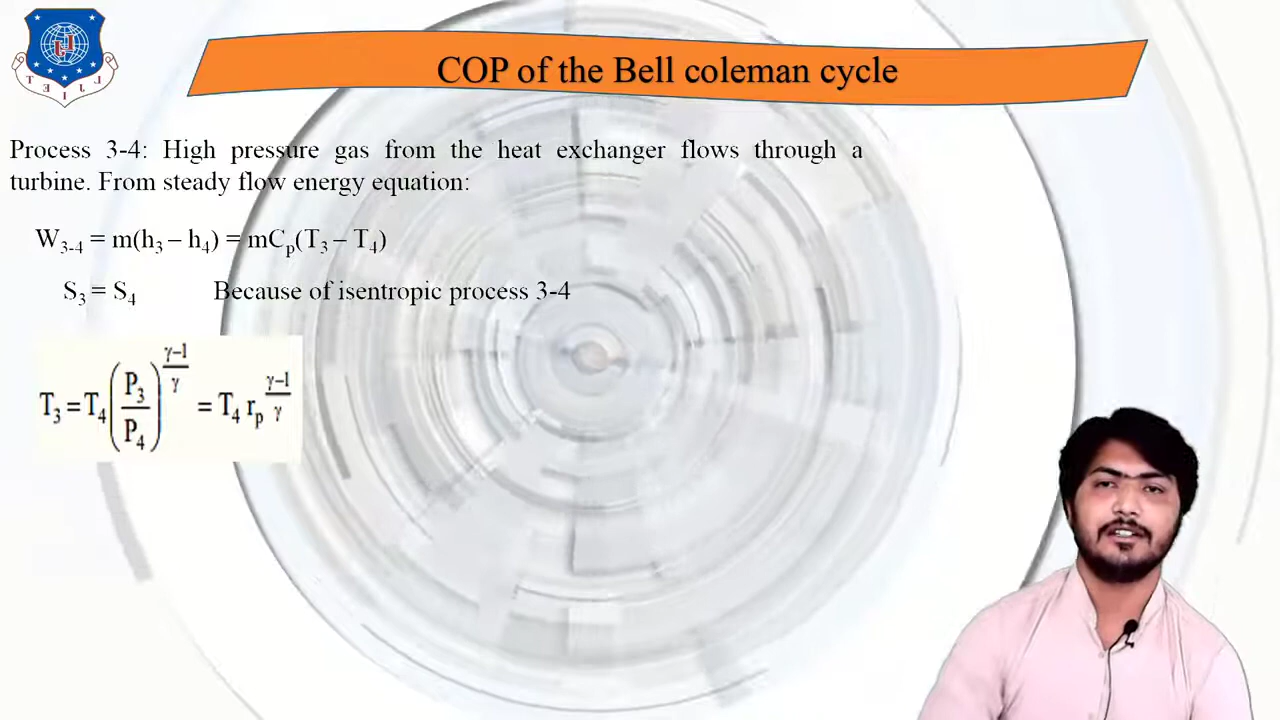 COP of the Bell coleman cycle
Process 3-4: High pressure gas from the heat exchanger flows through a
turbine. From steady flow energy equation:
W₃₋₄ = m(h₃ – h₄) = mCₚ(T₃ – T₄)
S₃ = S₄ Because of isentropic process 3-4
T₃ = T₄ (P₃/P₄)^((γ–1)/γ) = T₄ rₚ^((γ–1)/γ)